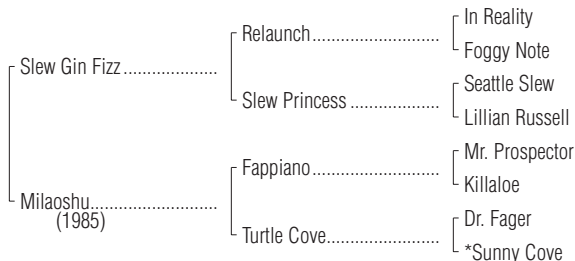 In Reality
Relaunch....................................
Foggy Note
Slew Gin Fizz....................
Seattle Slew
Slew Princess ...................
Lillian Russell
Mr. Prospector
Fappiano...........................
Killaloe
Milaoshu...........................
(1985)
Dr. Fager
Turtle Cove........................
*Sunny Cove